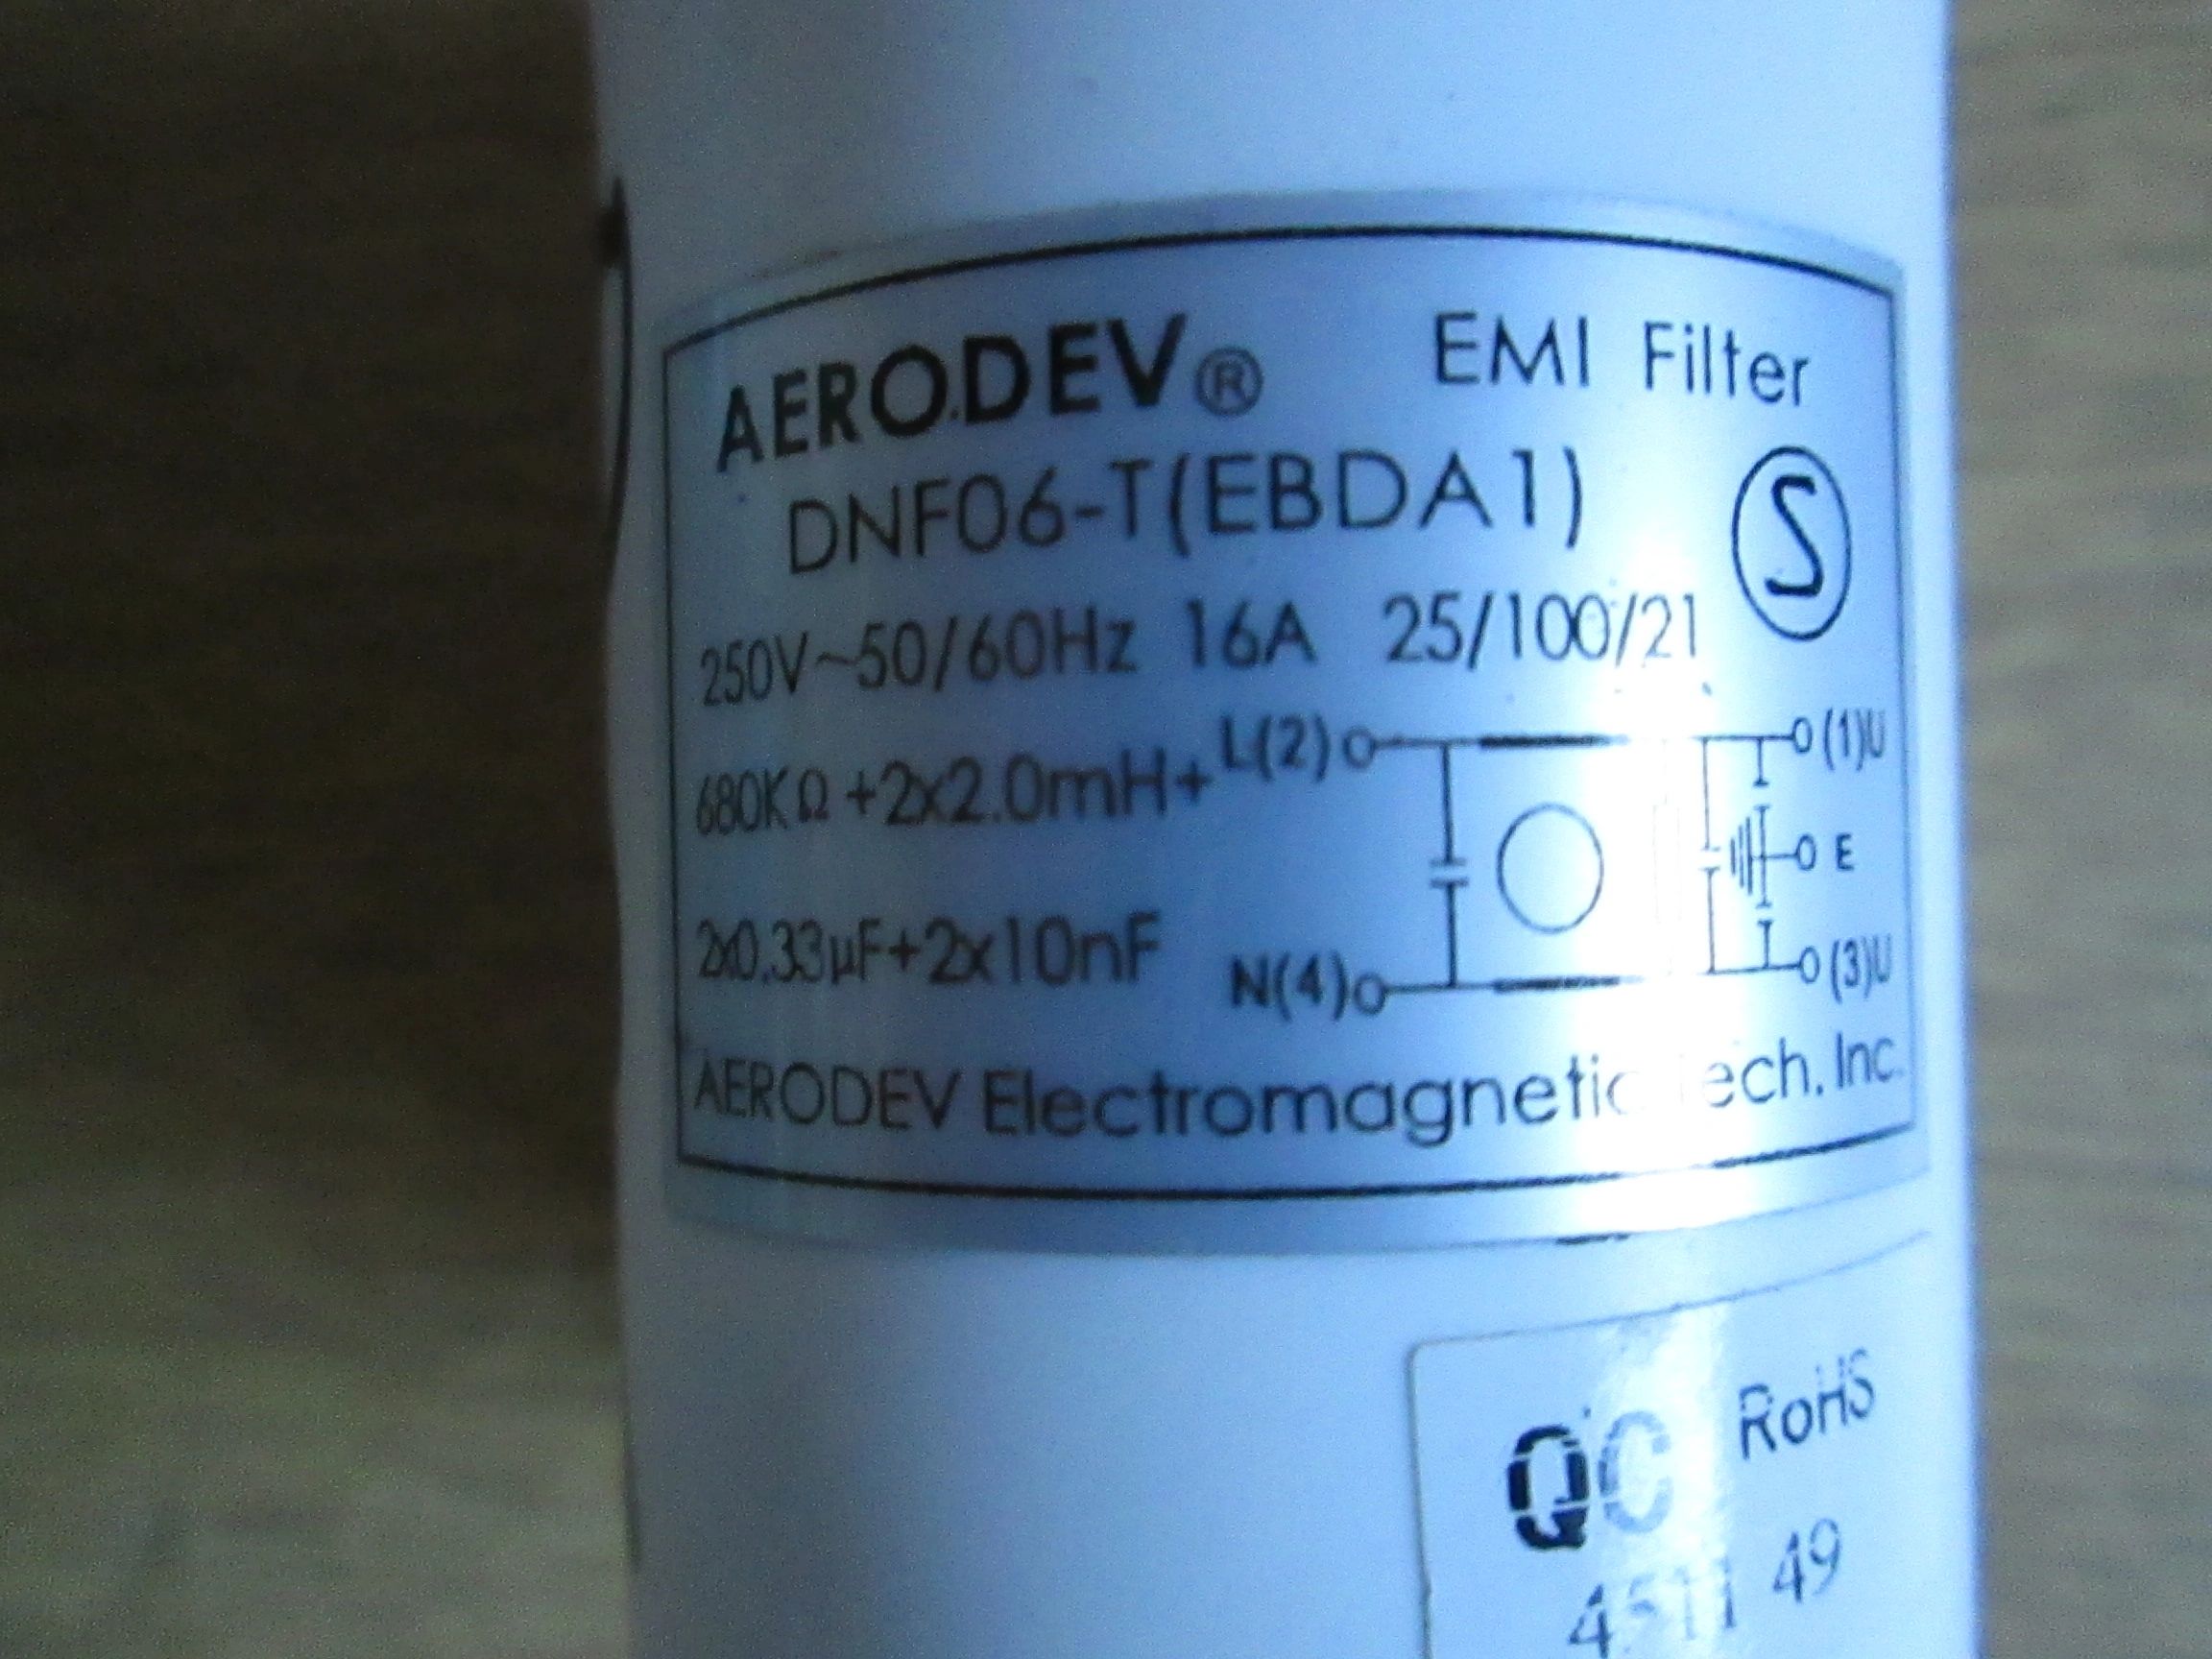 AERODEV® EMI Filter
DNF06-T(EBDA1)
S
250V~50/60Hz 16A 25/100/21
680KΩ+2x2.0mH+
L(2) (1)U
E
2x0.33µF+2x10nF
N(4) (3)U
AERODEV Electromagnetic Tech. Inc.
QC RoHS
4511 49